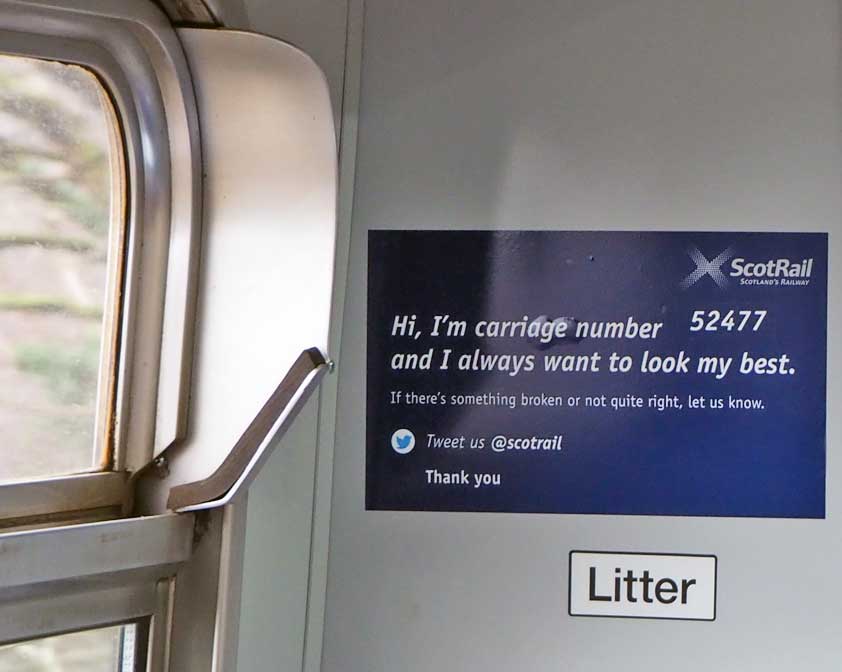 ScotRail
SCOTLAND'S RAILWAY
Hi, I'm carriage number 52477
and I always want to look my best.
If there's something broken or not quite right, let us know.
Tweet us @scotrail
Thank you
Litter